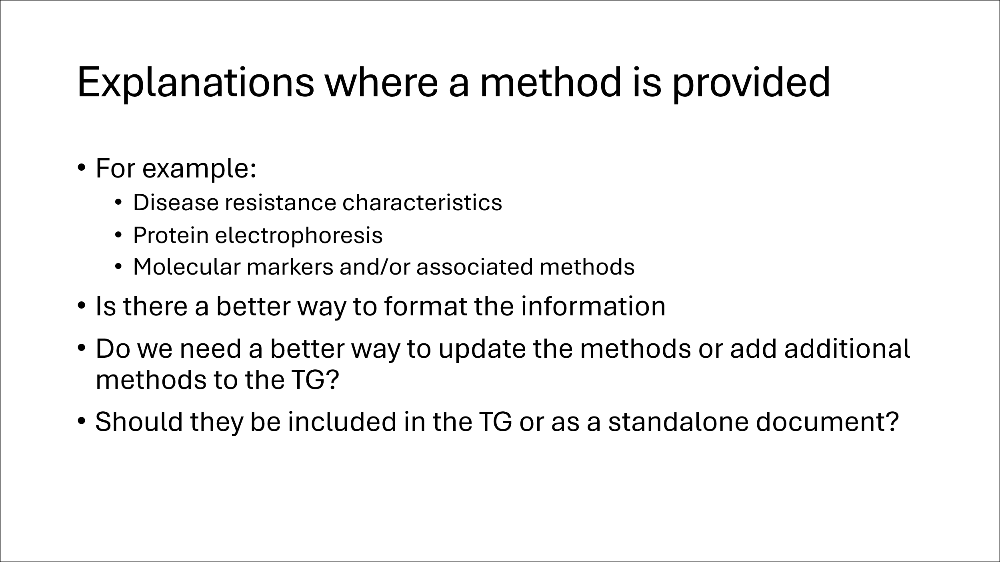 Explanations where a method is provided
• For example:
• Disease resistance characteristics
• Protein electrophoresis
• Molecular markers and/or associated methods
• Is there a better way to format the information
• Do we need a better way to update the methods or add additional
methods to the TG?
• Should they be included in the TG or as a standalone document?